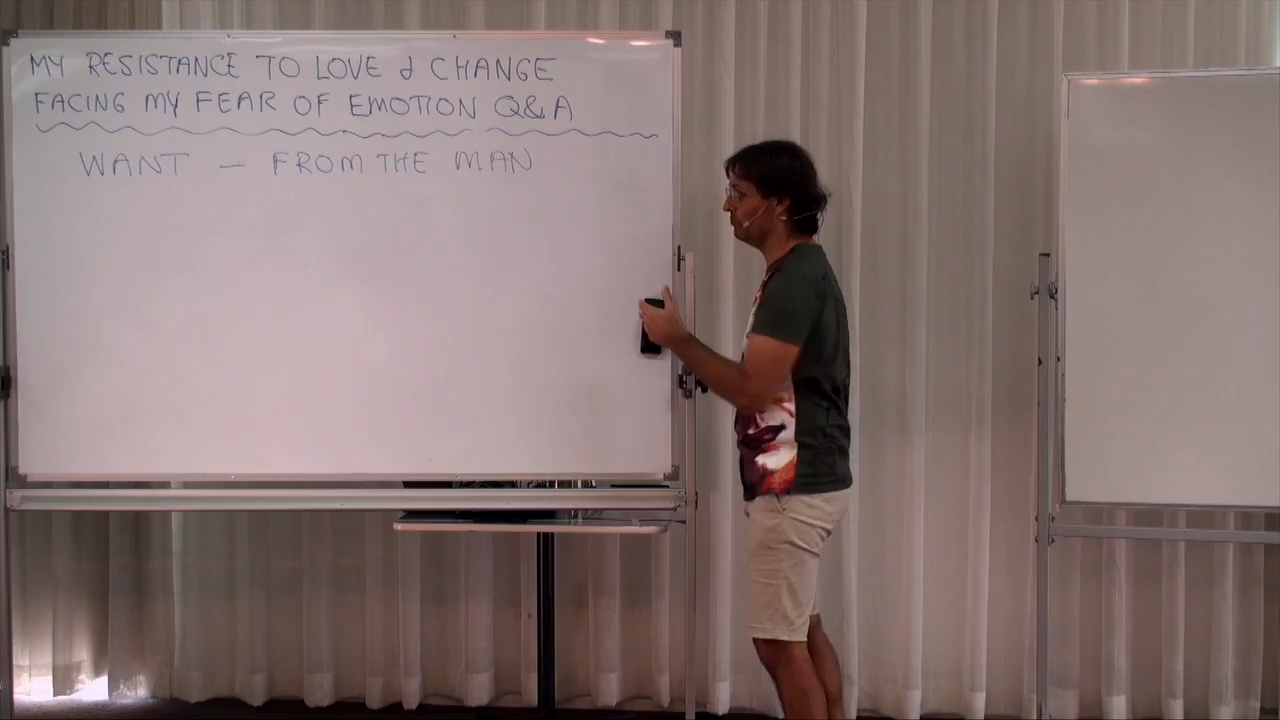 MY RESISTANCE TO LOVE & CHANGE
FACING MY FEAR OF EMOTION Q&A
WANT - FROM THE MAN